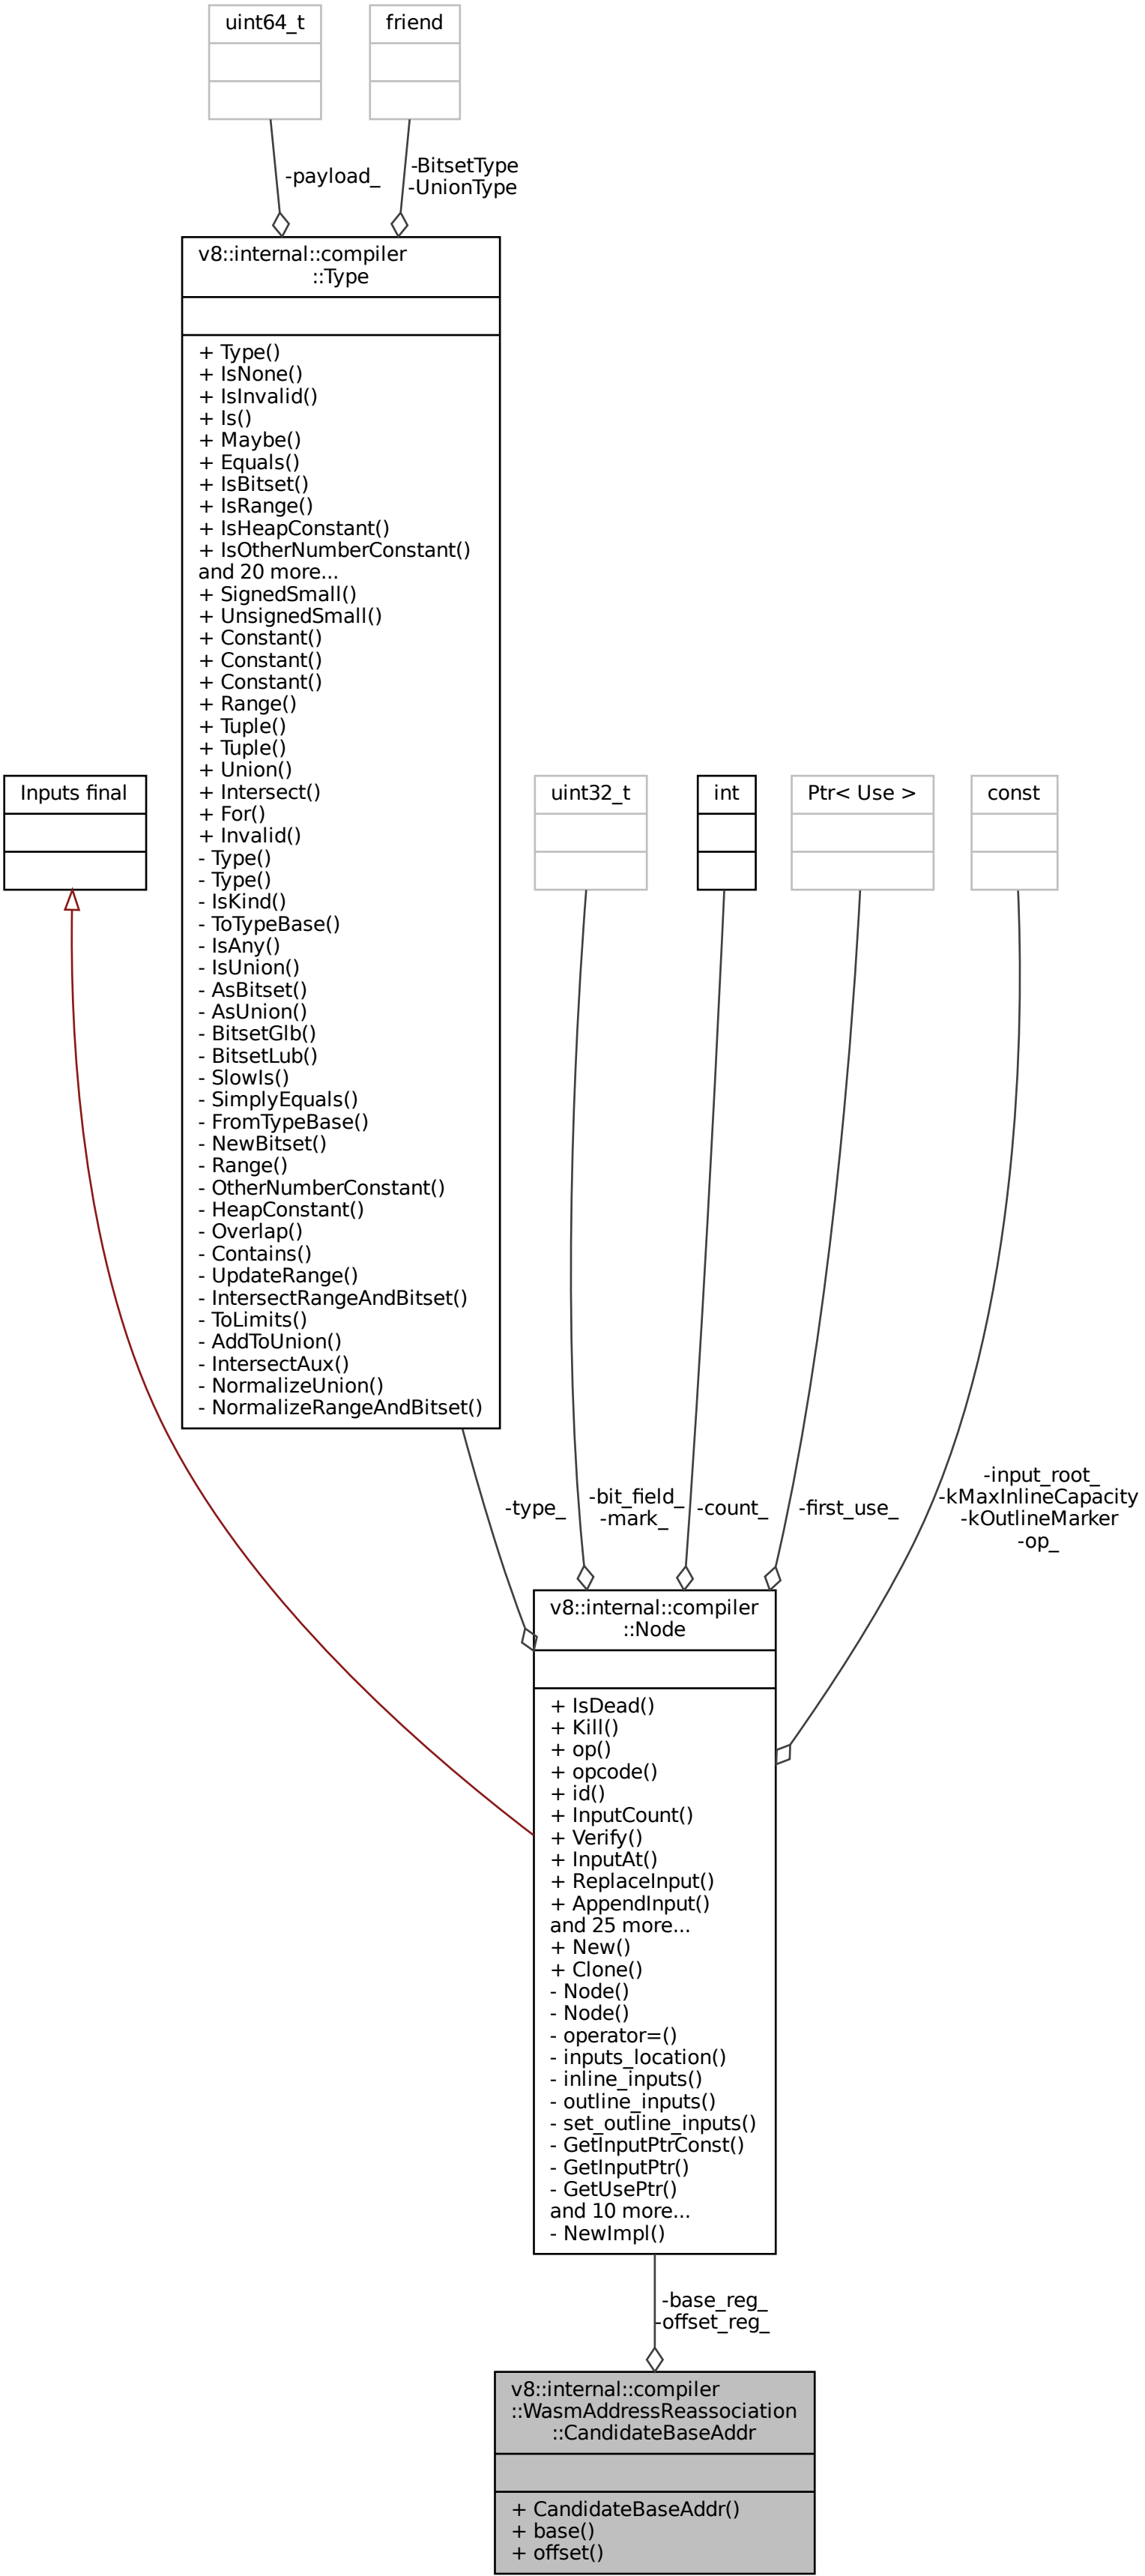 uint64_t
friend
-payload_
-BitsetType
-UnionType
v8::internal::compiler
::Type
+ Type()
+ IsNone()
+ IsInvalid()
+ Is()
+ Maybe()
+ Equals()
+ IsBitset()
+ IsRange()
+ IsHeapConstant()
+ IsOtherNumberConstant()
and 20 more...
+ SignedSmall()
+ UnsignedSmall()
+ Constant()
+ Constant()
+ Constant()
+ Range()
+ Tuple()
+ Tuple()
+ Union()
+ Intersect()
+ For()
+ Invalid()
- Type()
- Type()
- IsKind()
- ToTypeBase()
- IsAny()
- IsUnion()
- AsBitset()
- AsUnion()
- BitsetGlb()
- BitsetLub()
- SlowIs()
- SimplyEquals()
- FromTypeBase()
- NewBitset()
- Range()
- OtherNumberConstant()
- HeapConstant()
- Overlap()
- Contains()
- UpdateRange()
- IntersectRangeAndBitset()
- ToLimits()
- AddToUnion()
- IntersectAux()
- NormalizeUnion()
- NormalizeRangeAndBitset()
Inputs final
uint32_t
int
Ptr< Use >
const
-type_
-bit_field_
-mark_
-count_
-first_use_
-input_root_
-kMaxInlineCapacity
-kOutlineMarker
-op_
v8::internal::compiler
::Node
+ IsDead()
+ Kill()
+ op()
+ opcode()
+ id()
+ InputCount()
+ Verify()
+ InputAt()
+ ReplaceInput()
+ AppendInput()
and 25 more...
+ New()
+ Clone()
- Node()
- Node()
- operator=()
- inputs_location()
- inline_inputs()
- outline_inputs()
- set_outline_inputs()
- GetInputPtrConst()
- GetInputPtr()
- GetUsePtr()
and 10 more...
- NewImpl()
-base_reg_
-offset_reg_
v8::internal::compiler
::WasmAddressReassociation
::CandidateBaseAddr
+ CandidateBaseAddr()
+ base()
+ offset()